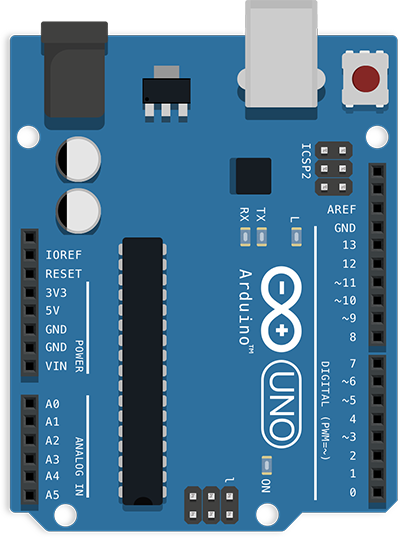 ICSP2
RX
TX
L
AREF
GND
13
12
~11
~10
~9
8
7
~6
~5
4
~3
2
1
0
DIGITAL (PWM=~)
IOREF
RESET
3V3
5V
GND
GND
VIN
POWER
A0
A1
A2
A3
A4
A5
ANALOG IN
Arduino™
UNO
ON
1